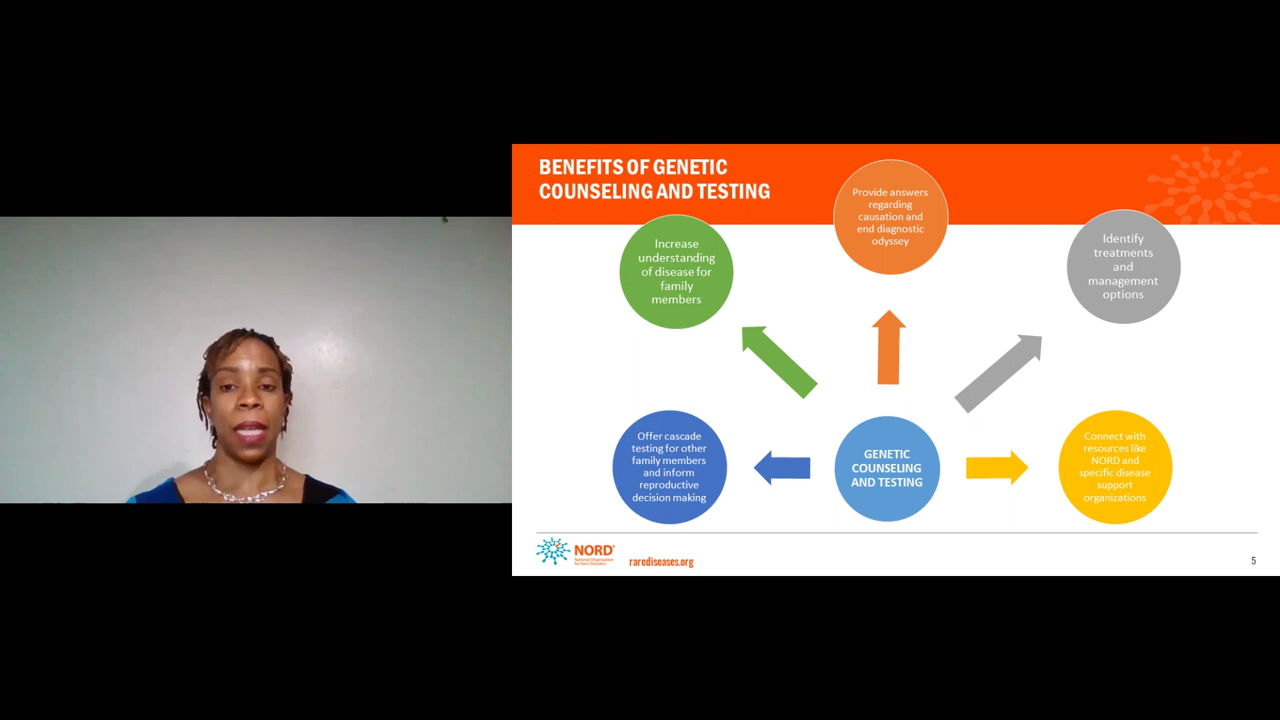 BENEFITS OF GENETIC
COUNSELING AND TESTING
Provide answers
regarding
causation and
end diagnostic
odyssey
Increase
understanding
of disease for
family
members
Identify
treatments
and
management
options
Offer cascade
testing for other
family members
and inform
reproductive
decision making
GENETIC
COUNSELING
AND TESTING
Connect with
resources like
NORD and
specific disease
support
organizations
NORD®
National Organization
for Rare Disorders
rarediseases.org
5